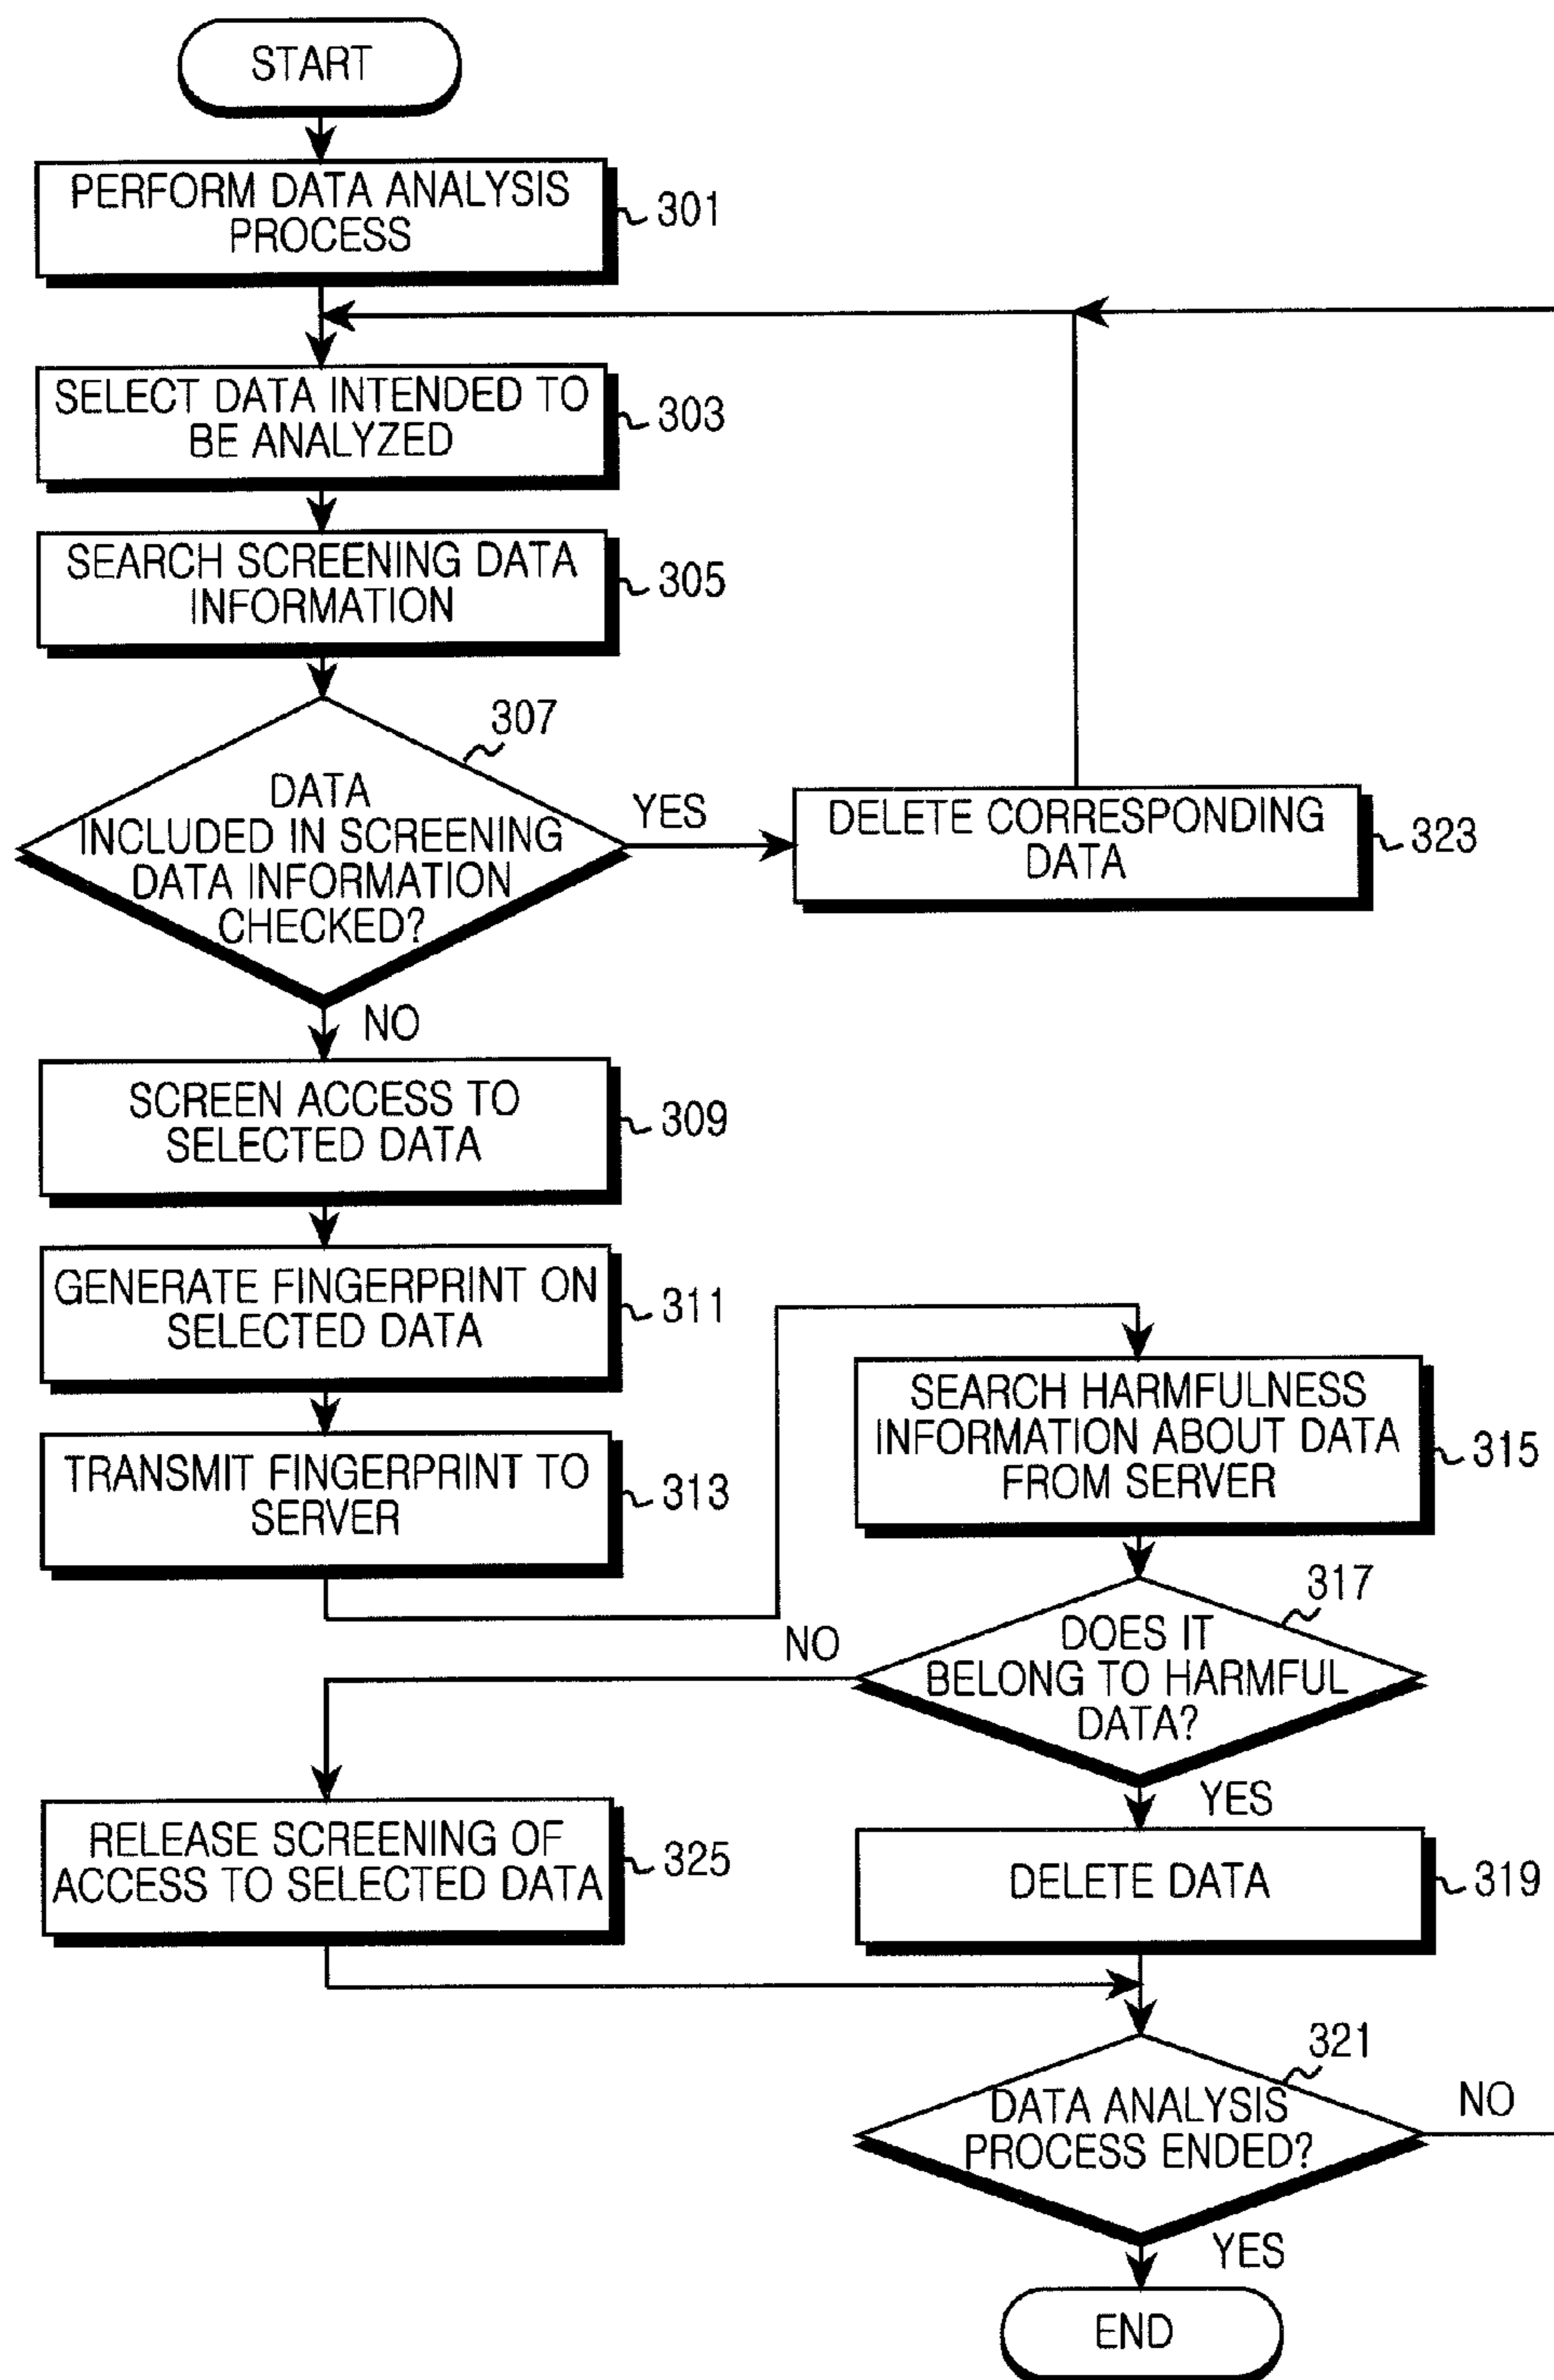 START
PERFORM DATA ANALYSIS
PROCESS
301
SELECT DATA INTENDED TO
BE ANALYZED
303
SEARCH SCREENING DATA
INFORMATION
305
307
DATA
INCLUDED IN SCREENING
DATA INFORMATION
CHECKED?
YES
DELETE CORRESPONDING
DATA
323
NO
SCREEN ACCESS TO
SELECTED DATA
309
GENERATE FINGERPRINT ON
SELECTED DATA
311
TRANSMIT FINGERPRINT TO
SERVER
313
SEARCH HARMFULNESS
INFORMATION ABOUT DATA
FROM SERVER
315
317
DOES IT
BELONG TO HARMFUL
DATA?
NO
YES
RELEASE SCREENING OF
ACCESS TO SELECTED DATA
325
DELETE DATA
319
321
DATA ANALYSIS
PROCESS ENDED?
NO
YES
END